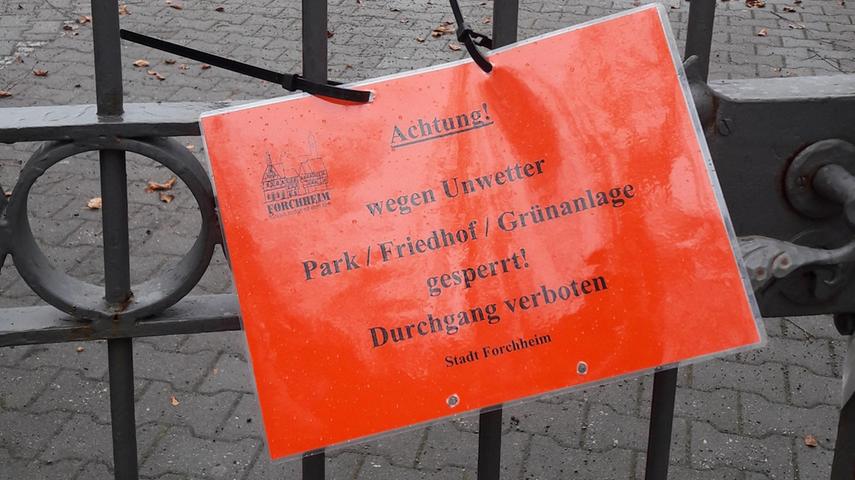 Achtung!
FORCHHEIM
wegen Unwetter
Park / Friedhof / Grünanlage
gesperrt!
Durchgang verboten
Stadt Forchheim